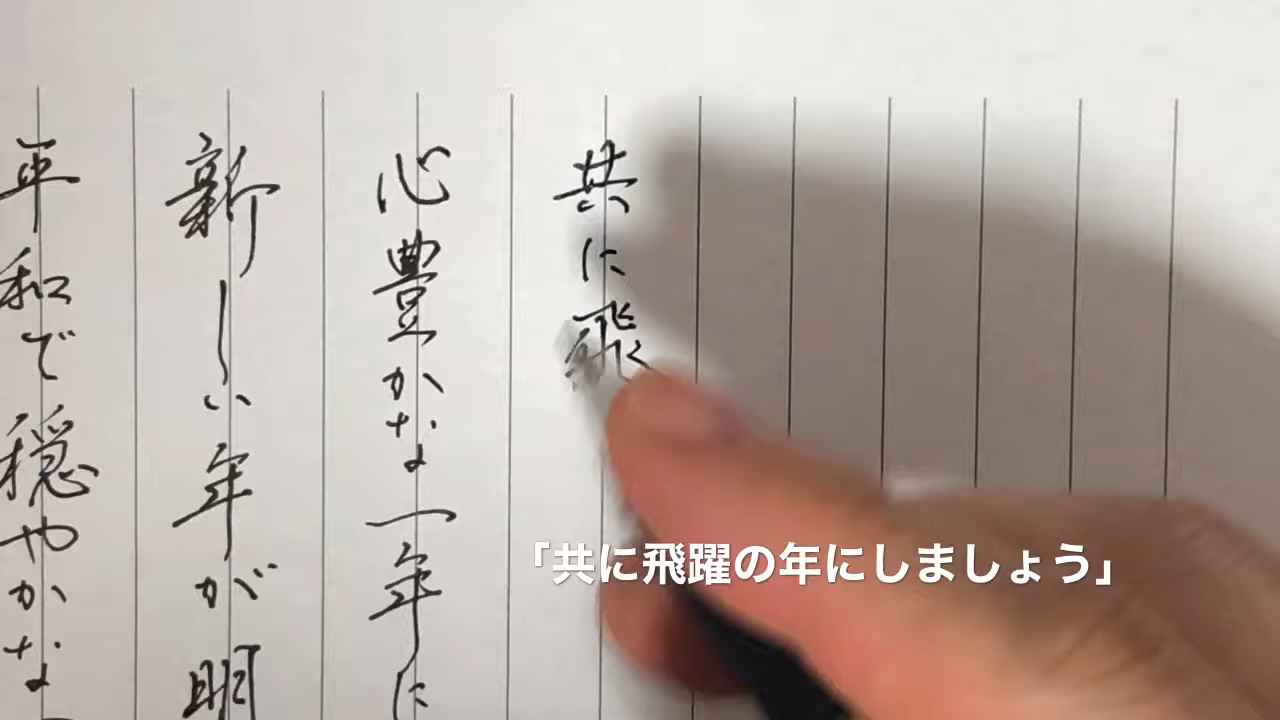 平和で穏やかな
新しい年が明
心豊かな一年に
共に飛
「共に飛躍の年にしましょう」